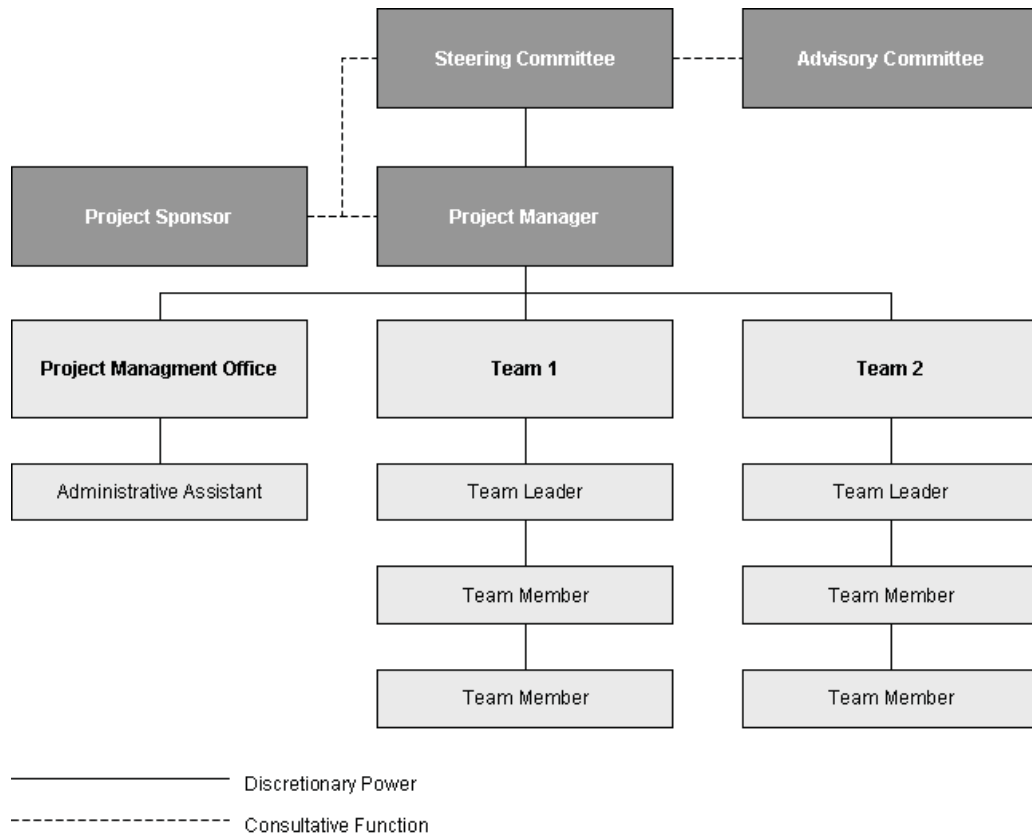 Steering Committee
Advisory Committee
Project Sponsor
Project Manager
Project Managment Office
Team 1
Team 2
Administrative Assistant
Team Leader
Team Leader
Team Member
Team Member
Team Member
Team Member
Discretionary Power
Consultative Function